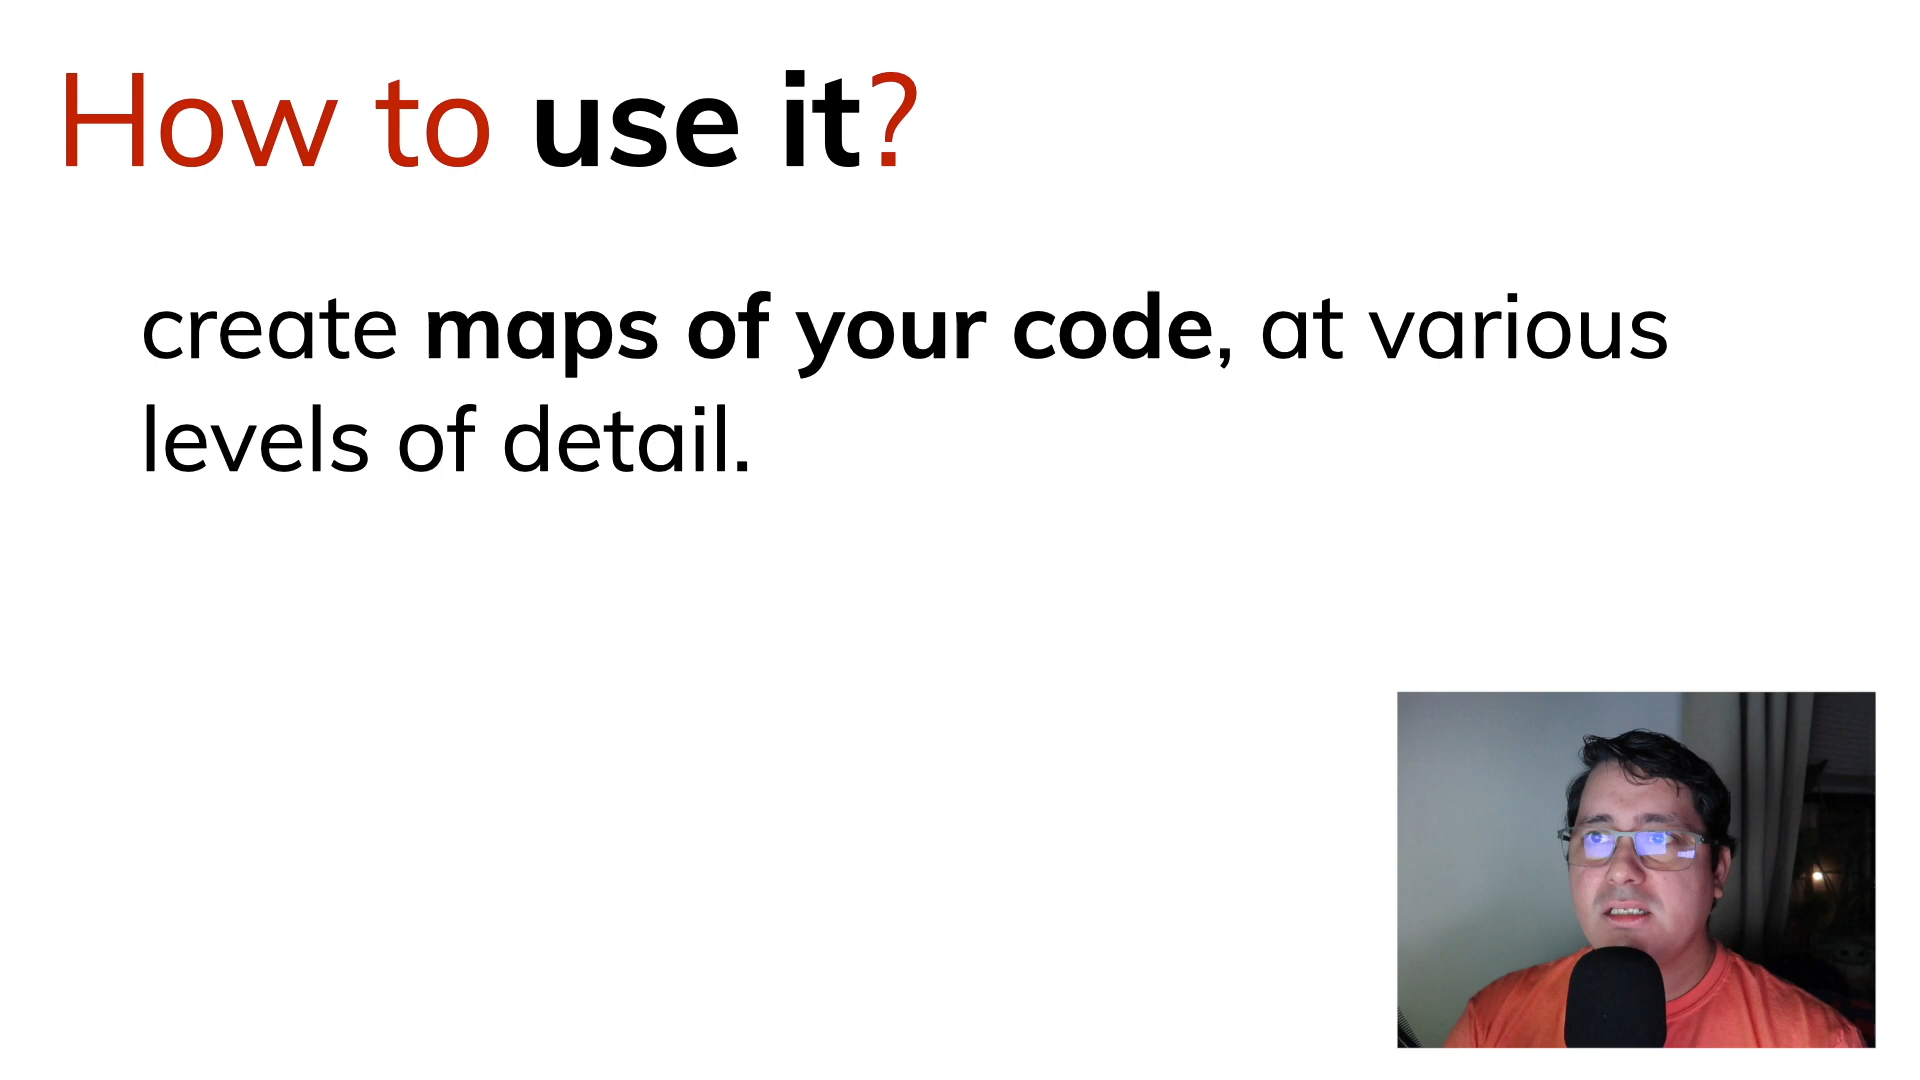 How to use it?
create maps of your code, at various
levels of detail.